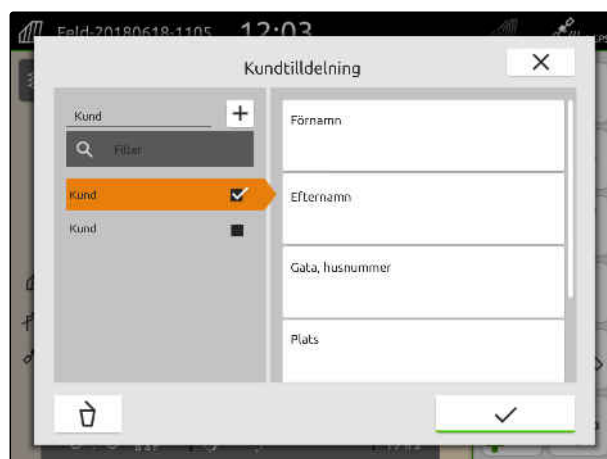 Feld-20180618-1105
12:03
Kundtilldelning
Kund
Filter
Kund
Kund
Förnamn
Efternamn
Gata, husnummer
Plats